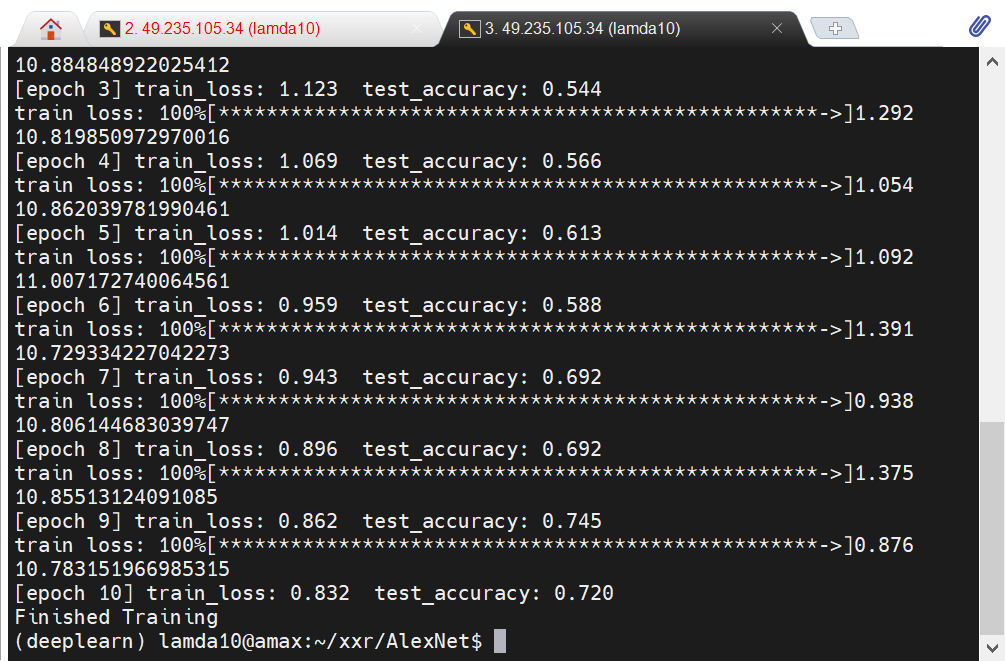 2. 49.235.105.34 (lamda10)
3. 49.235.105.34 (lamda10)
10.884848922025412
[epoch 3] train_loss: 1.123  test_accuracy: 0.544
train loss: 100%[**************************************************->]1.292
10.819850972970016
[epoch 4] train_loss: 1.069  test_accuracy: 0.566
train loss: 100%[**************************************************->]1.054
10.862039781990461
[epoch 5] train_loss: 1.014  test_accuracy: 0.613
train loss: 100%[**************************************************->]1.092
11.007172740064561
[epoch 6] train_loss: 0.959  test_accuracy: 0.588
train loss: 100%[**************************************************->]1.391
10.729334227042273
[epoch 7] train_loss: 0.943  test_accuracy: 0.692
train loss: 100%[**************************************************->]0.938
10.806144683039747
[epoch 8] train_loss: 0.896  test_accuracy: 0.692
train loss: 100%[**************************************************->]1.375
10.85513124091085
[epoch 9] train_loss: 0.862  test_accuracy: 0.745
train loss: 100%[**************************************************->]0.876
10.783151966985315
[epoch 10] train_loss: 0.832  test_accuracy: 0.720
Finished Training
(deeplearn) lamda10@amax:~/xxr/AlexNet$